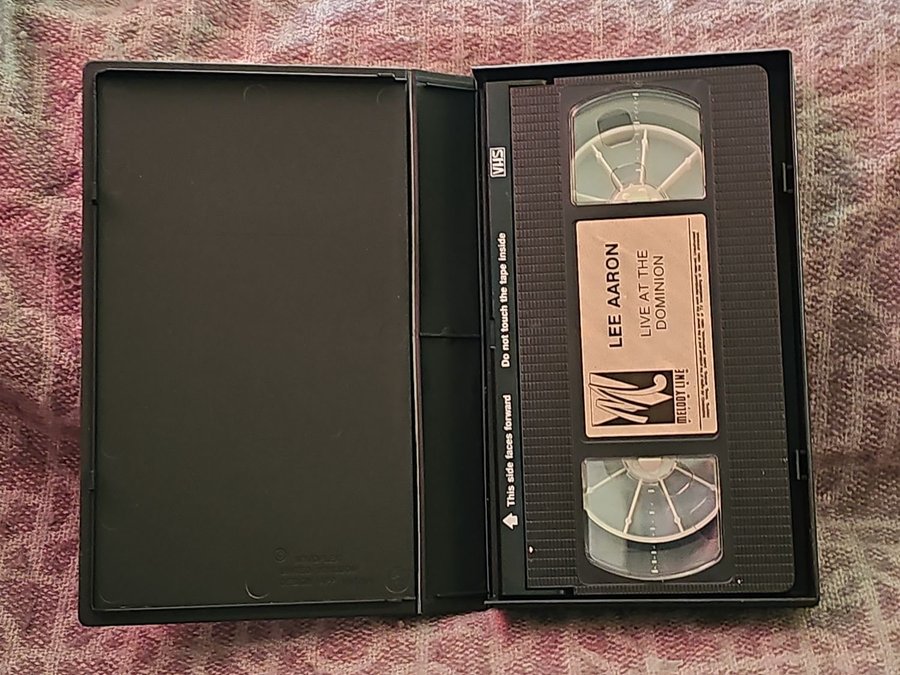 VHS
This side faces forward Do not touch the tape inside
LEE AARON
LIVE AT THE
DOMINION
MELODY LINE